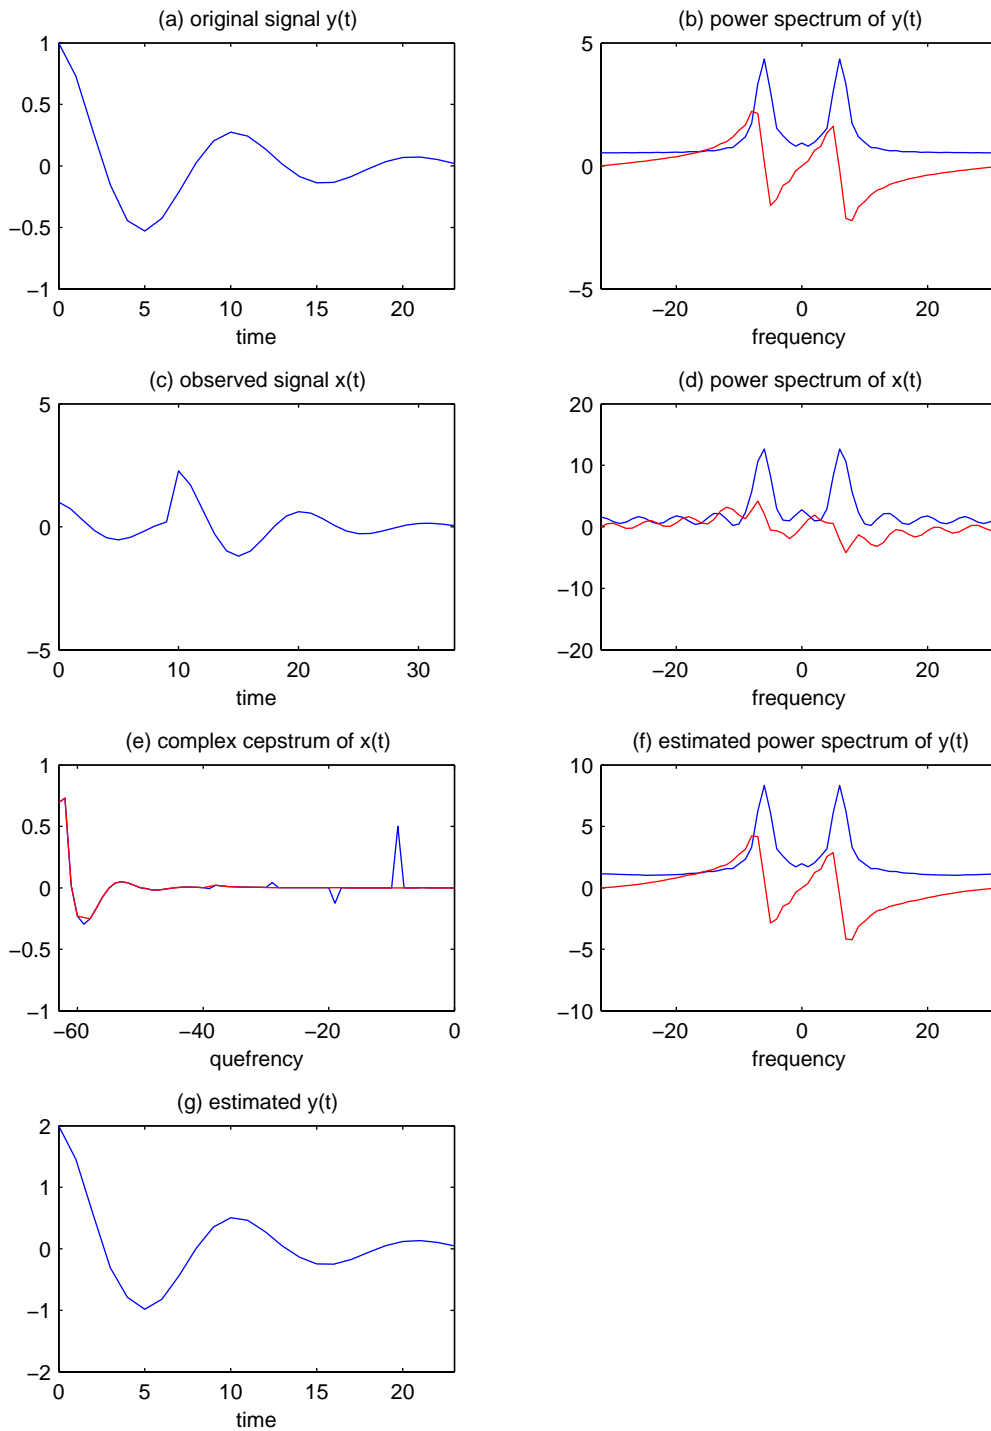 (a) original signal y(t)
1
0.5
0
−0.5
−1
0 5 10 15 20
time
(b) power spectrum of y(t)
5
0
−5
−20 0 20
frequency
(c) observed signal x(t)
5
0
−5
0 10 20 30
time
(d) power spectrum of x(t)
20
10
0
−10
−20
−20 0 20
frequency
(e) complex cepstrum of x(t)
1
0.5
0
−0.5
−1
−60 −40 −20 0
quefrency
(f) estimated power spectrum of y(t)
10
5
0
−5
−10
−20 0 20
frequency
(g) estimated y(t)
2
1
0
−1
−2
0 5 10 15 20
time